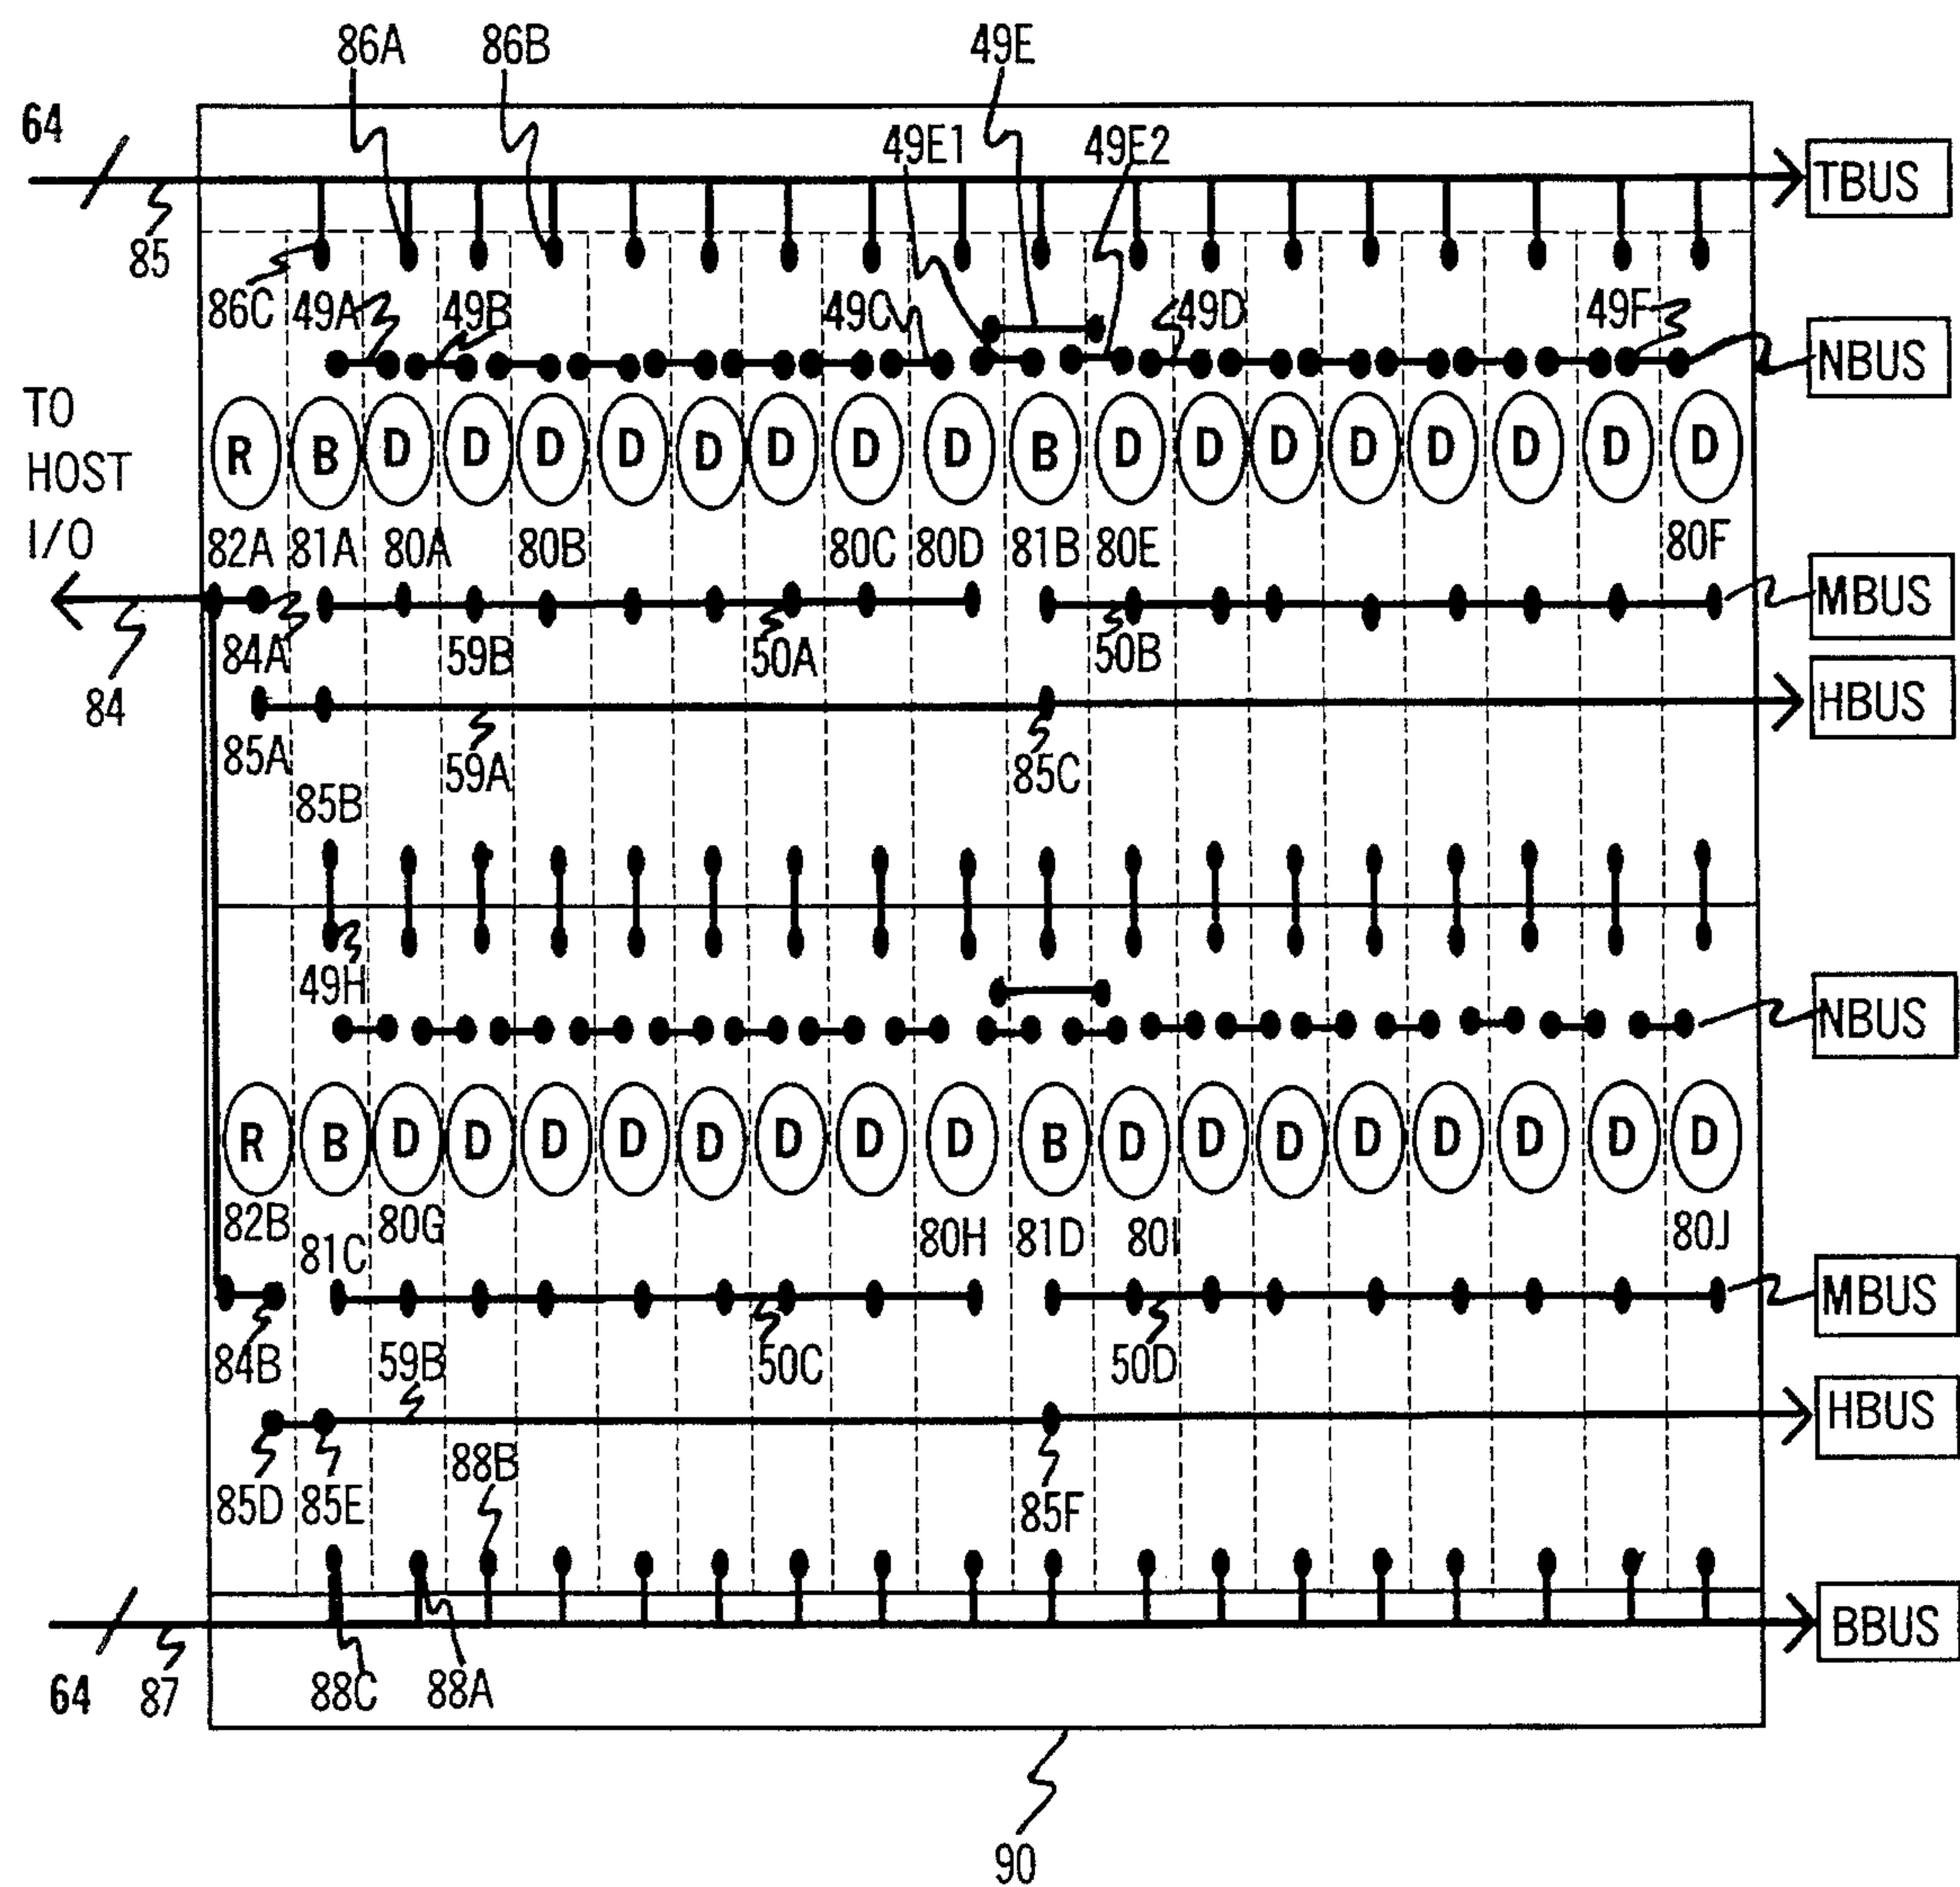 86A 86B 49E
64 49E1 49E2
TBUS
85
86C 49A 49B 49C 49D 49F
NBUS
TO
HOST
I/O
R B D D D D D D D D B D D D D D D D D
82A 81A 80A 80B 80C 80D 81B 80E 80F
MBUS
84A 59B 50A 50B
84
HBUS
85A 59A 85C
85B
49H
NBUS
R B D D D D D D D D B D D D D D D D D
82B 81C 80G 80H 81D 80I 80J
MBUS
84B 59B 50C 50D
HBUS
88B
85D 85E 85F
BBUS
64 87 88C 88A
90